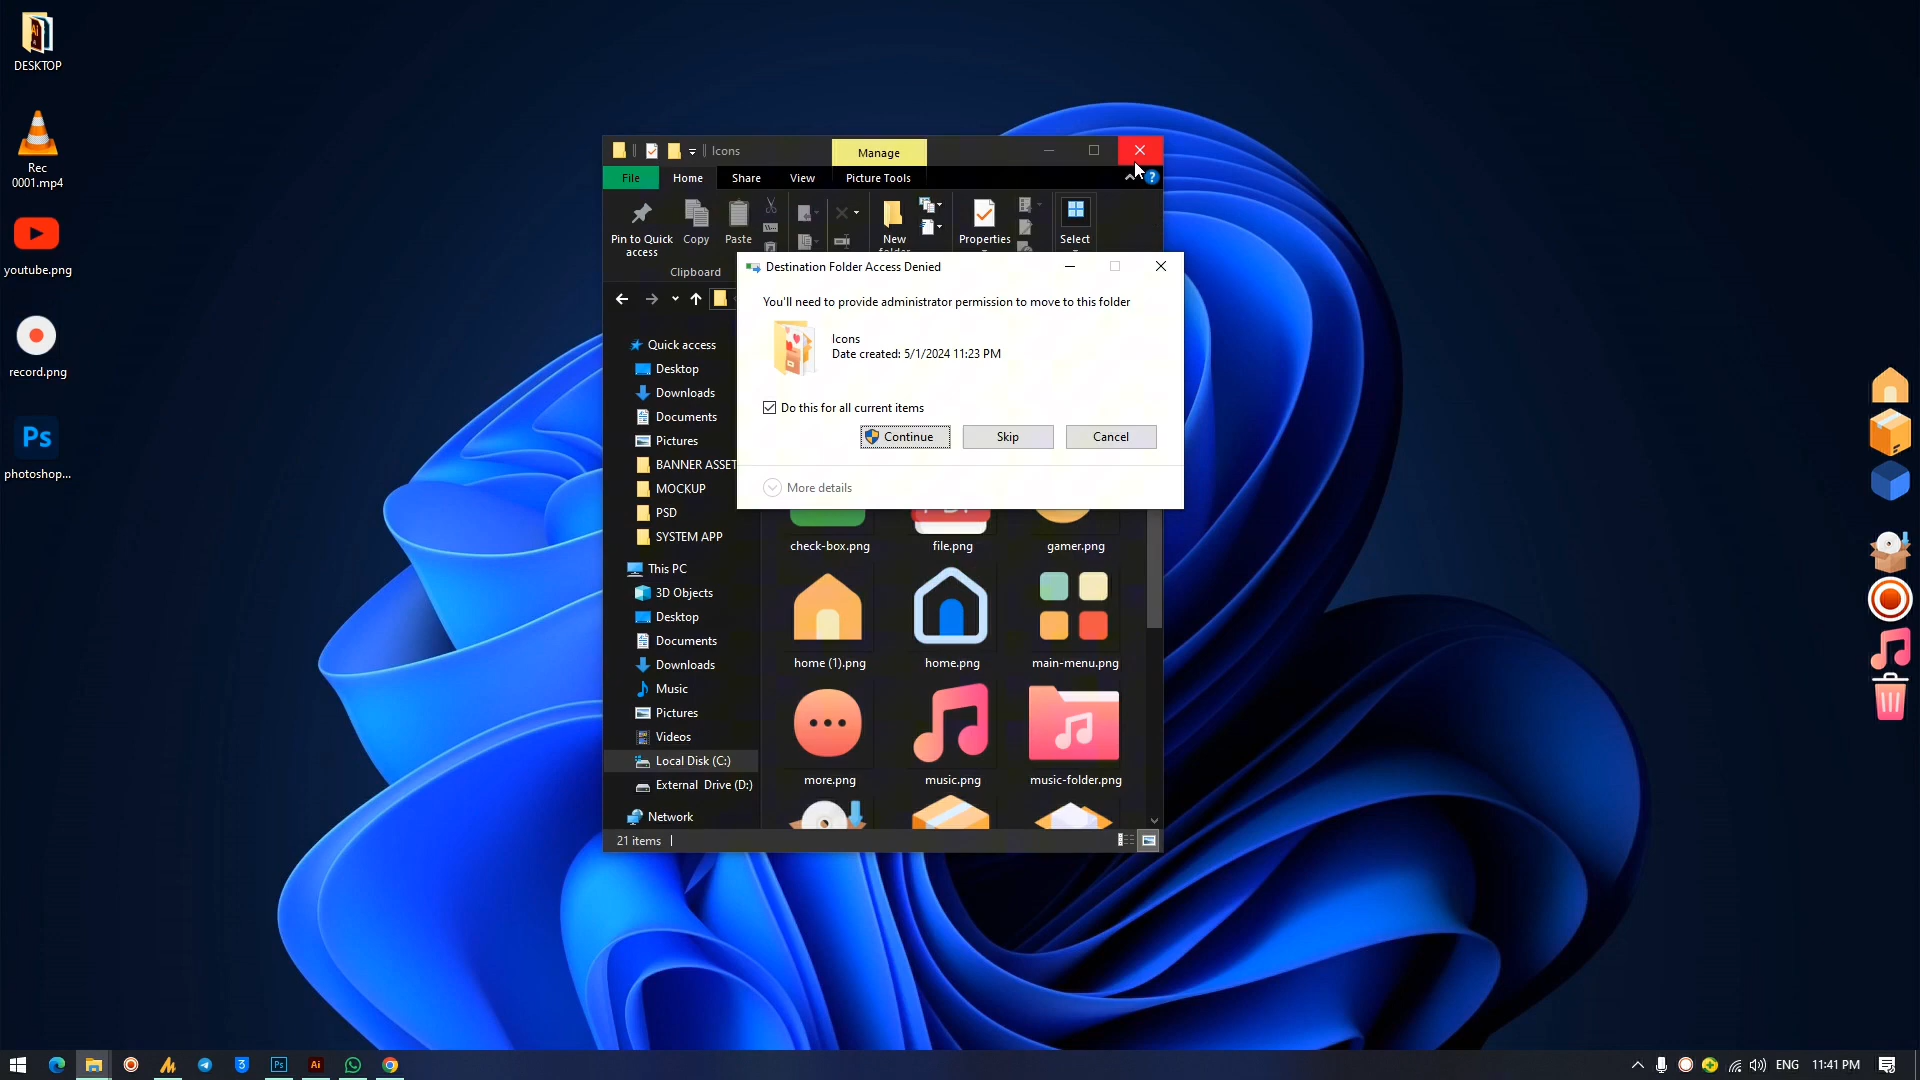 DESKTOP
Rec
0001.mp4
youtube.png
record.png
Ps
photoshop...
Icons
Manage
File
Home
Share
View
Picture Tools
Pin to Quick
access
Copy
Paste
New
Properties
Select
Clipboard
Destination Folder Access Denied
You'll need to provide administrator permission to move to this folder
Icons
Date created: 5/1/2024 11:23 PM
Do this for all current items
Continue
Skip
Cancel
More details
Quick access
Desktop
Downloads
Documents
Pictures
BANNER ASSET
MOCKUP
PSD
SYSTEM APP
This PC
3D Objects
Desktop
Documents
Downloads
Music
Pictures
Videos
Local Disk (C:)
External Drive (D:)
Network
check-box.png
file.png
gamer.png
home (1).png
home.png
main-menu.png
more.png
music.png
music-folder.png
21 items
Ps
Ai
ENG
11:41 PM